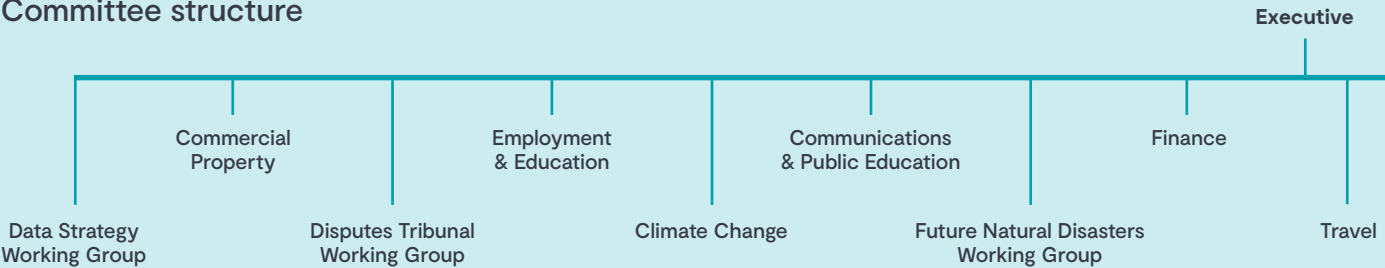 Committee structure
Executive
Commercial
Property
Employment
& Education
Communications
& Public Education
Finance
Data Strategy
Working Group
Disputes Tribunal
Working Group
Climate Change
Future Natural Disasters
Working Group
Travel